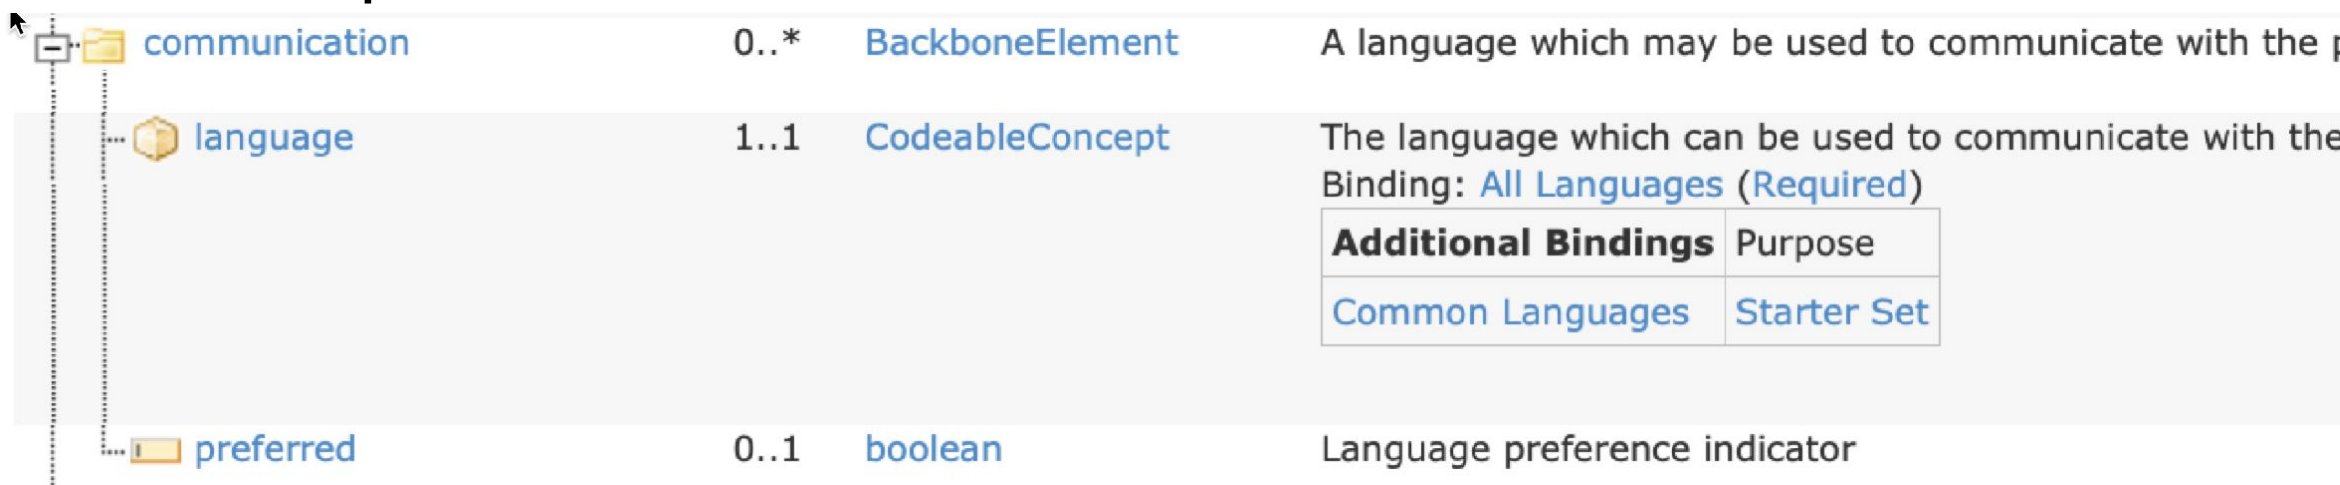 communication 0..* BackboneElement A language which may be used to communicate with the
language 1..1 CodeableConcept The language which can be used to communicate with the
Binding: All Languages (Required)
Additional Bindings Purpose
Common Languages Starter Set
preferred 0..1 boolean Language preference indicator